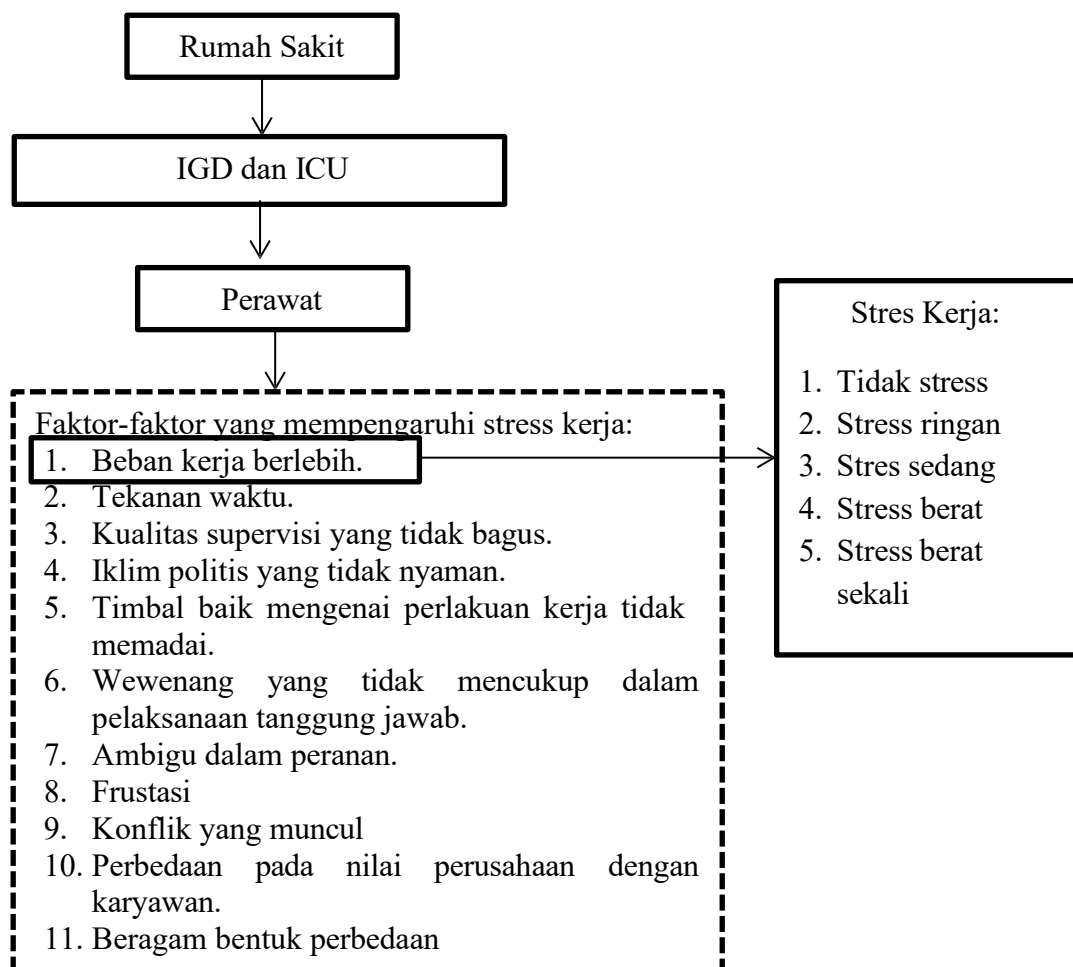 Rumah Sakit
IGD dan ICU
Perawat
Faktor-faktor yang mempengaruhi stress kerja:
1. Beban kerja berlebih.
2. Tekanan waktu.
3. Kualitas supervisi yang tidak bagus.
4. Iklim politis yang tidak nyaman.
5. Timbal baik mengenai perlakuan kerja tidak
memadai.
6. Wewenang yang tidak mencukup dalam
pelaksanaan tanggung jawab.
7. Ambigu dalam peranan.
8. Frustasi
9. Konflik yang muncul
10. Perbedaan pada nilai perusahaan dengan
karyawan.
11. Beragam bentuk perbedaan
Stres Kerja:
1. Tidak stress
2. Stress ringan
3. Stres sedang
4. Stress berat
5. Stress berat
sekali